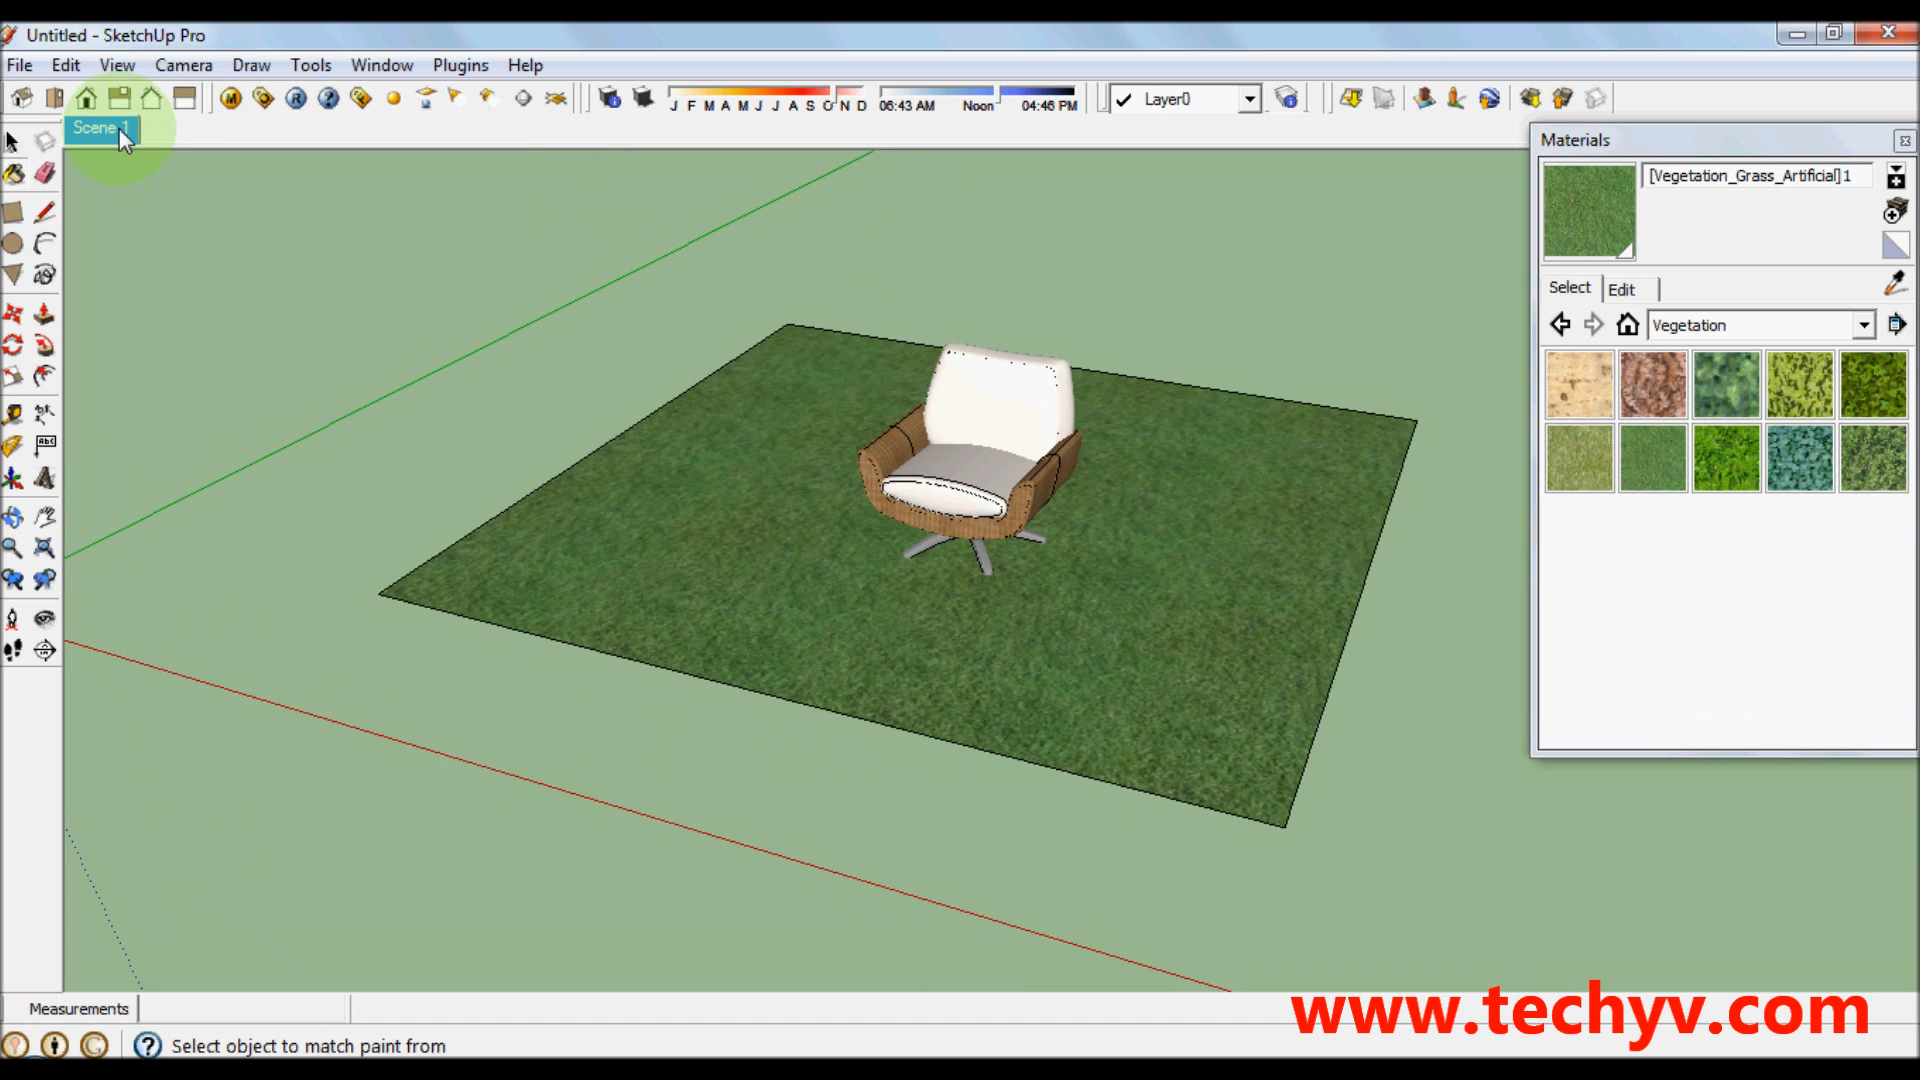 Untitled - SketchUp Pro
File Edit View Camera Draw Tools Window Plugins Help
J F M A M J J A S O N D 06:43 AM Noon 04:46 PM Layer0
Scene 1
Materials
[Vegetation_Grass_Artificial]1
Select Edit
Vegetation
Measurements
www.techyv.com
Select object to match paint from